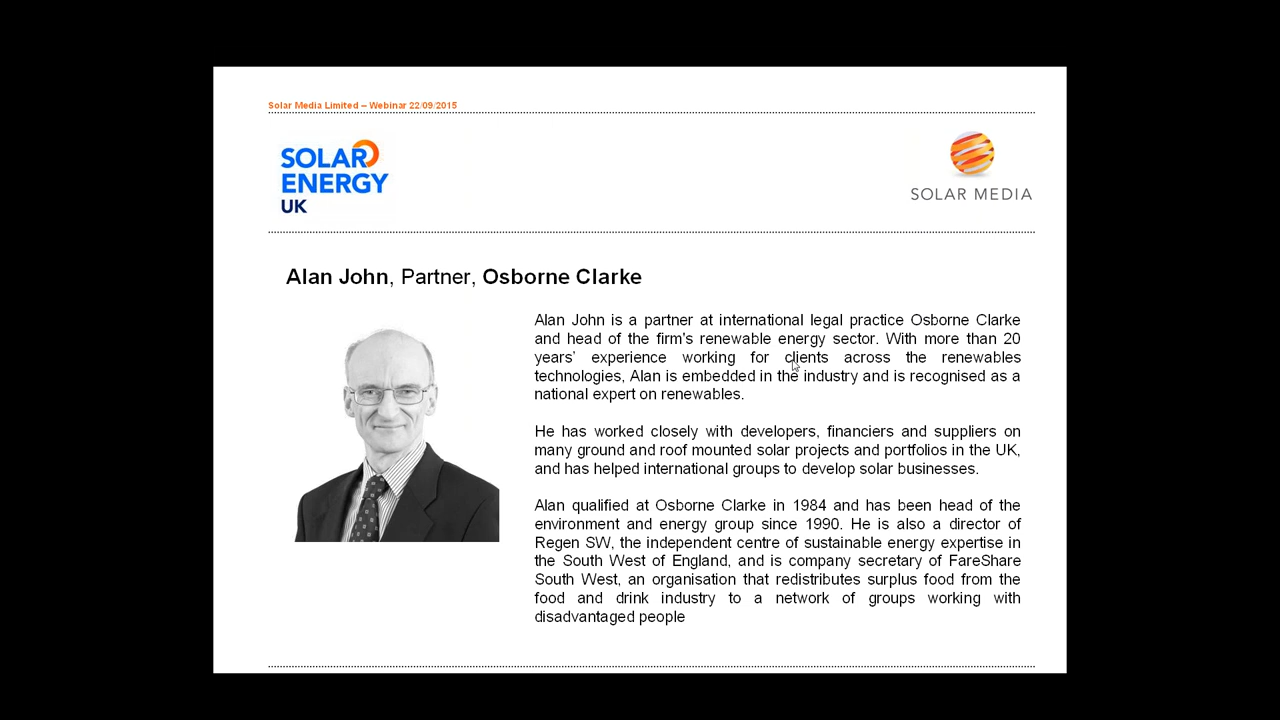 Solar Media Limited – Webinar 22/09/2015
SOLAR
ENERGY
UK
SOLAR MEDIA
Alan John, Partner, Osborne Clarke
Alan John is a partner at international legal practice Osborne Clarke
and head of the firm's renewable energy sector. With more than 20
years' experience working for clients across the renewables
technologies, Alan is embedded in the industry and is recognised as a
national expert on renewables.
He has worked closely with developers, financiers and suppliers on
many ground and roof mounted solar projects and portfolios in the UK,
and has helped international groups to develop solar businesses.
Alan qualified at Osborne Clarke in 1984 and has been head of the
environment and energy group since 1990. He is also a director of
Regen SW, the independent centre of sustainable energy expertise in
the South West of England, and is company secretary of FareShare
South West, an organisation that redistributes surplus food from the
food and drink industry to a network of groups working with
disadvantaged people